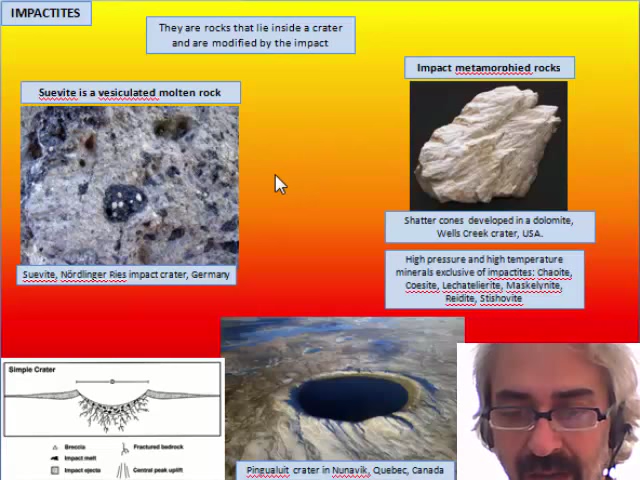 IMPACTITES
They are rocks that lie inside a crater
and are modified by the impact
Suevite is a vesiculated molten rock
Impact metamorphied rocks
Shatter cones developed in a dolomite,
Wells Creek crater, USA.
Suevite, Nördlinger Ries impact crater, Germany
High pressure and high temperature
minerals exclusive of impactites: Chaoite,
Coesite, Lechatelierite, Maskelynite,
Reidite, Stishovite
Simple Crater
Breccia
Fractured bedrock
Impact melt
Impact ejecta
Central peak uplift
Pingualuit crater in Nunavik, Quebec, Canada